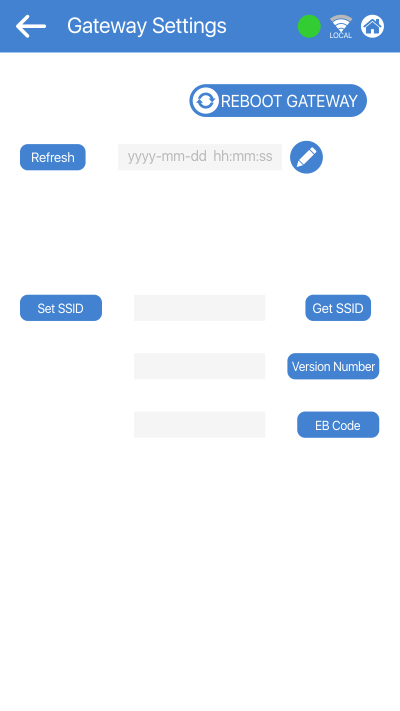 Gateway Settings
LOCAL
REBOOT GATEWAY
Refresh
yyyy-mm-dd hh:mm:ss
Set SSID
Get SSID
Version Number
EB Code